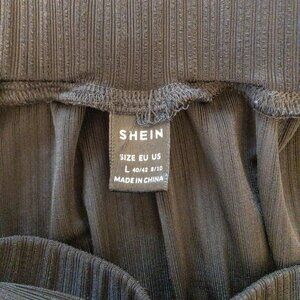 SHEIN
SIZE EU US
L 40/42 8/10
MADE IN CHINA